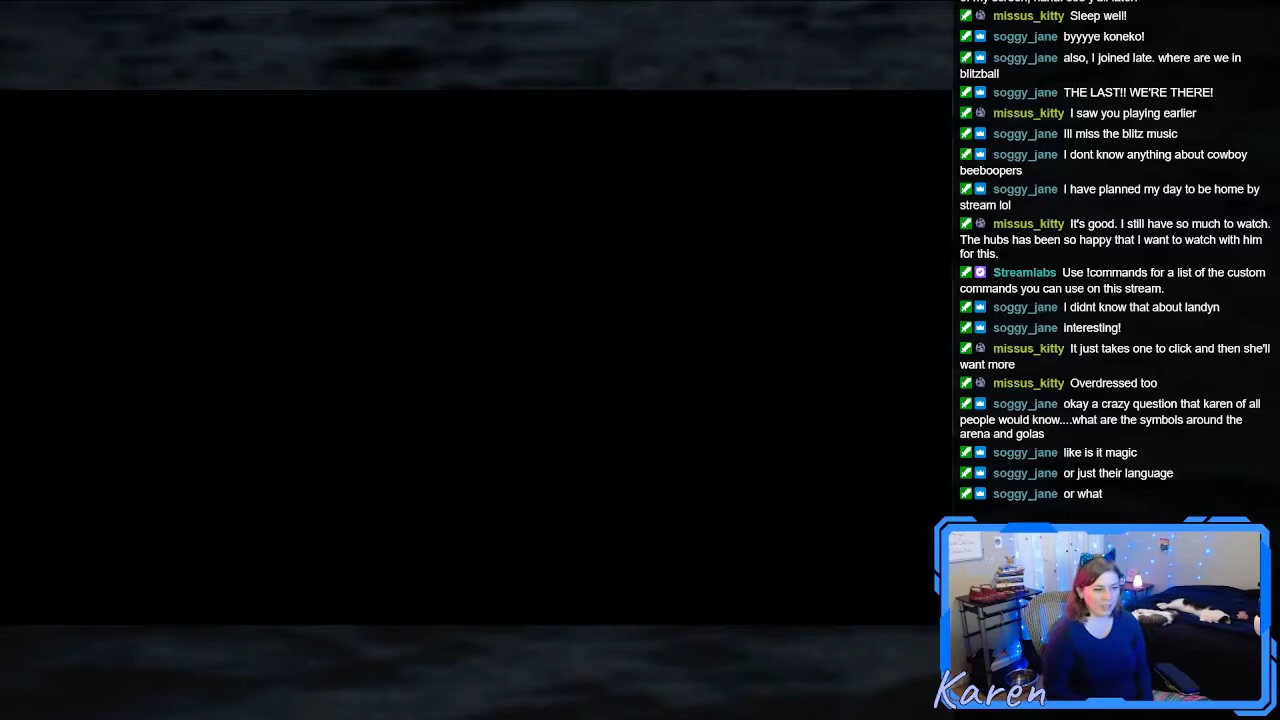 missus_kitty Sleep well!
soggy_jane byyyye koneko!
soggy_jane also, I joined late. where are we in
blitzball
soggy_jane THE LAST!! WE'RE THERE!
missus_kitty I saw you playing earlier
soggy_jane Ill miss the blitz music
soggy_jane I dont know anything about cowboy
beeboopers
soggy_jane I have planned my day to be home by
stream lol
missus_kitty It's good. I still have so much to watch.
The hubs has been so happy that I want to watch with him
for this.
Streamlabs Use !commands for a list of the custom
commands you can use on this stream.
soggy_jane I didnt know that about landyn
soggy_jane interesting!
missus_kitty It just takes one to click and then she'll
want more
missus_kitty Overdressed too
soggy_jane okay a crazy question that karen of all
people would know....what are the symbols around the
arena and golas
soggy_jane like is it magic
soggy_jane or just their language
soggy_jane or what
Karen